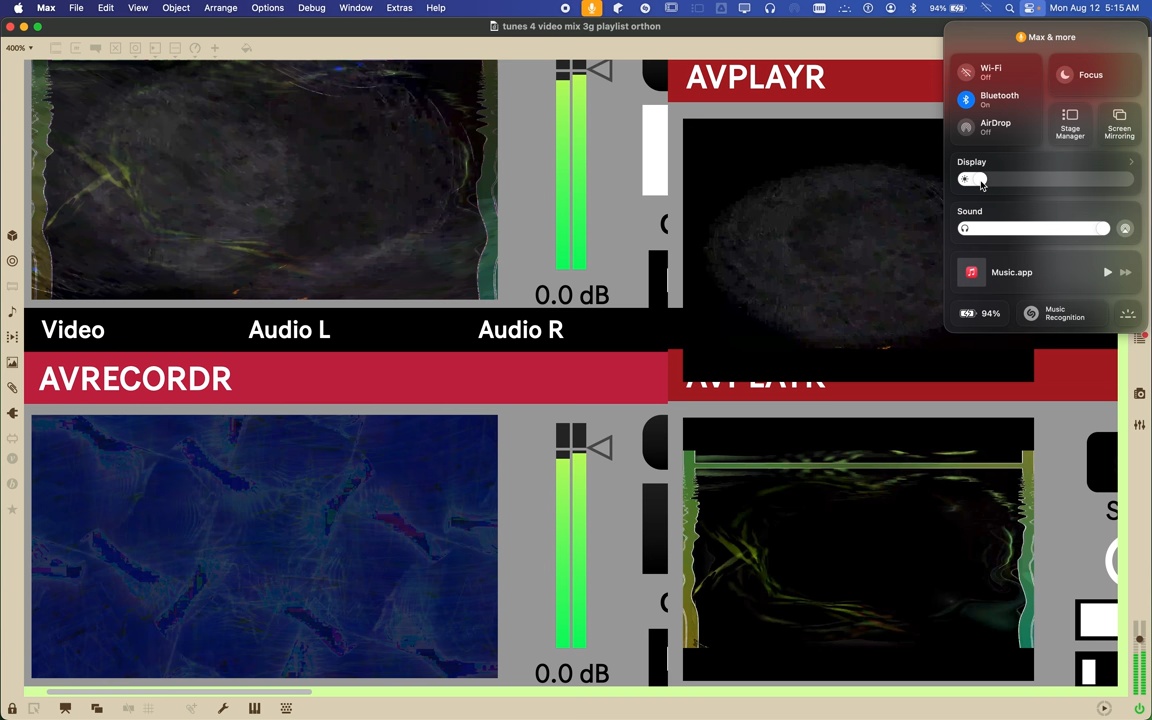 Max File Edit View Object Arrange Options Debug Window Extras Help 94% Mon Aug 12 5:15 AM
tunes 4 video mix 3g playlist orthon
400%
Max & more
Wi-Fi
Off
Bluetooth
On
AirDrop
Off
Focus
Stage
Manager
Screen
Mirroring
Display
Sound
Music.app
94%
Music
Recognition
AVPLAYR
0.0 dB
Video Audio L Audio R
AVRECORDR
AVPLAYR
0.0 dB